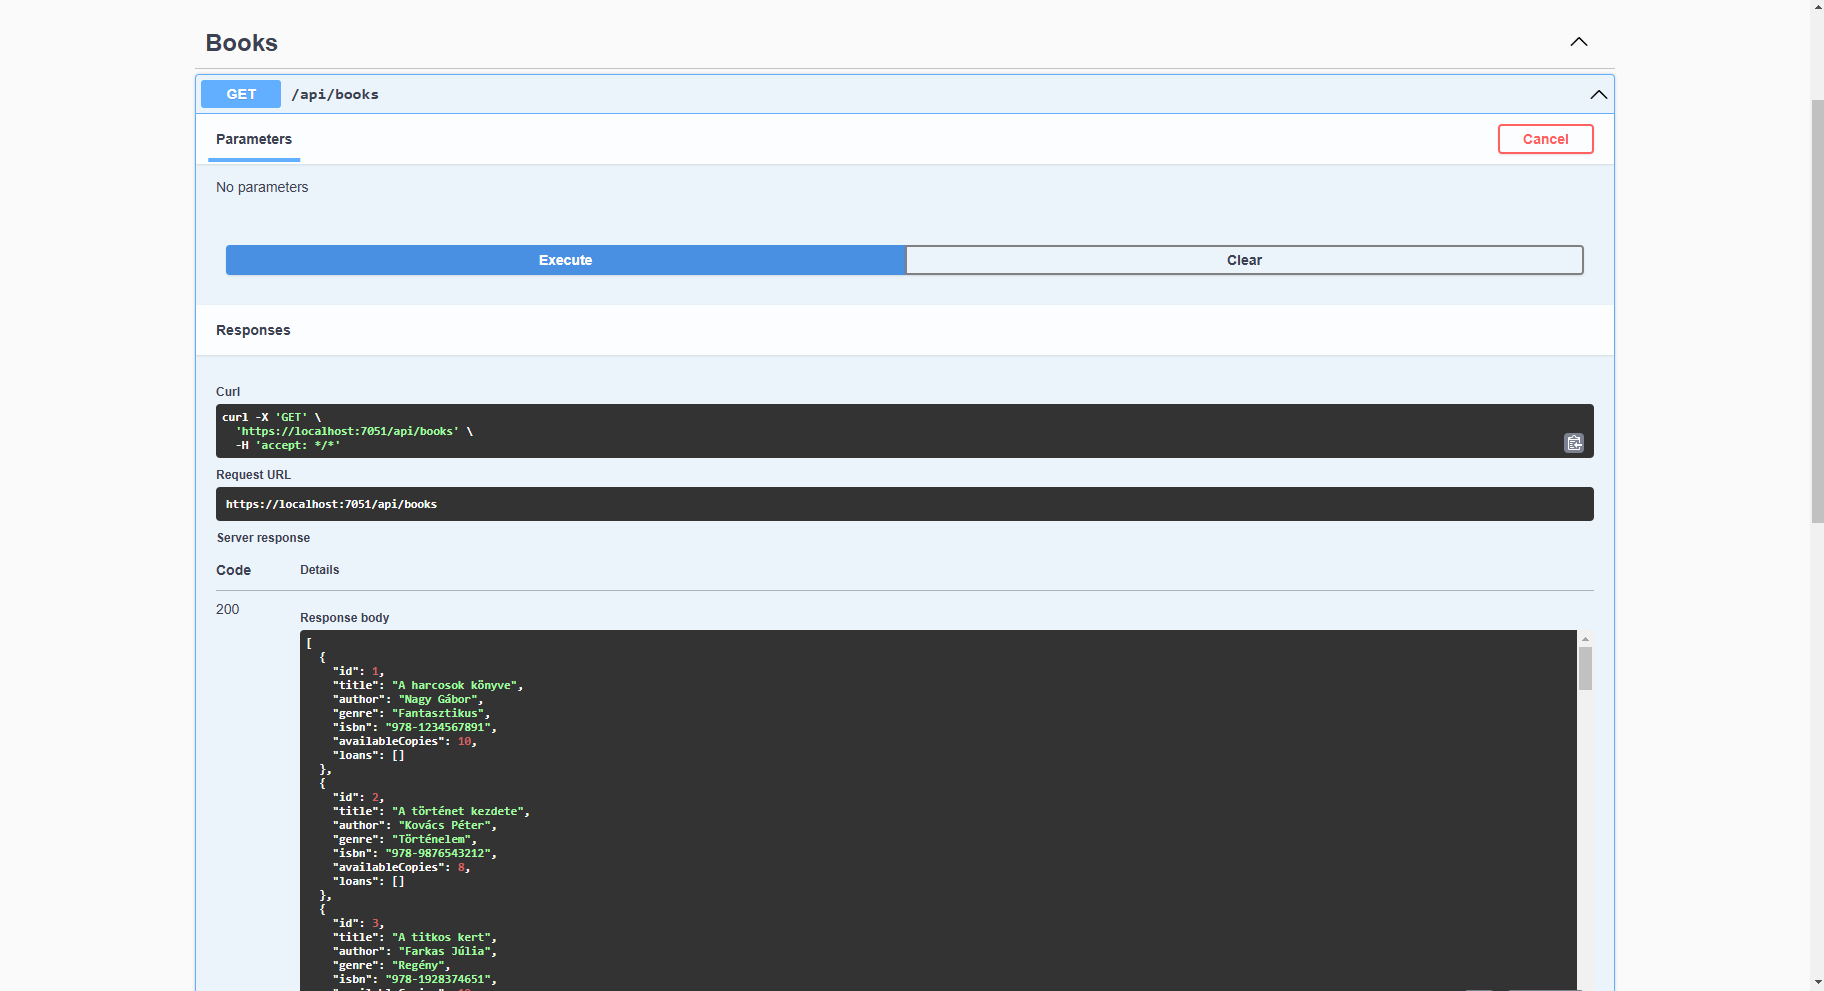 Books
GET /api/books
Parameters
Cancel
No parameters
Execute
Clear
Responses
Curl
curl -X 'GET' \
'https://localhost:7051/api/books' \
-H 'accept: */*'
Request URL
https://localhost:7051/api/books
Server response
Code Details
200
Response body
[
{
"id": 1,
"title": "A harcosok könyve",
"author": "Nagy Gábor",
"genre": "Fantasztikus",
"isbn": "978-1234567891",
"availableCopies": 10,
"loans": []
},
{
"id": 2,
"title": "A történet kezdete",
"author": "Kovács Péter",
"genre": "Történelem",
"isbn": "978-9876543212",
"availableCopies": 8,
"loans": []
},
{
"id": 3,
"title": "A titkos kert",
"author": "Farkas Júlia",
"genre": "Regény",
"isbn": "978-1928374651",